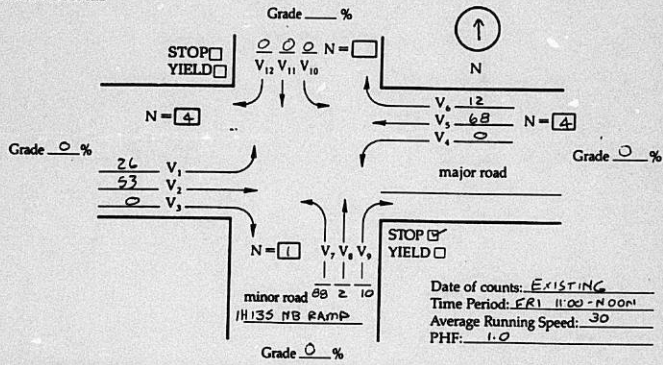 Grade ___ %
STOP
YIELD
0 0 0 N =
V12 V11 V10
N
N = 4
V6 12
V5 68 N = 4
V4 0
Grade 0 %
Grade 0 %
26 V1
53 V2
0 V3
major road
N = 1
V7 V8 V9
STOP
YIELD
88 2 10
minor road
IH135 NB RAMP
Grade 0 %
Date of counts: EXISTING
Time Period: FRI 11:00 - NOON
Average Running Speed: 30
PHF: 1.0